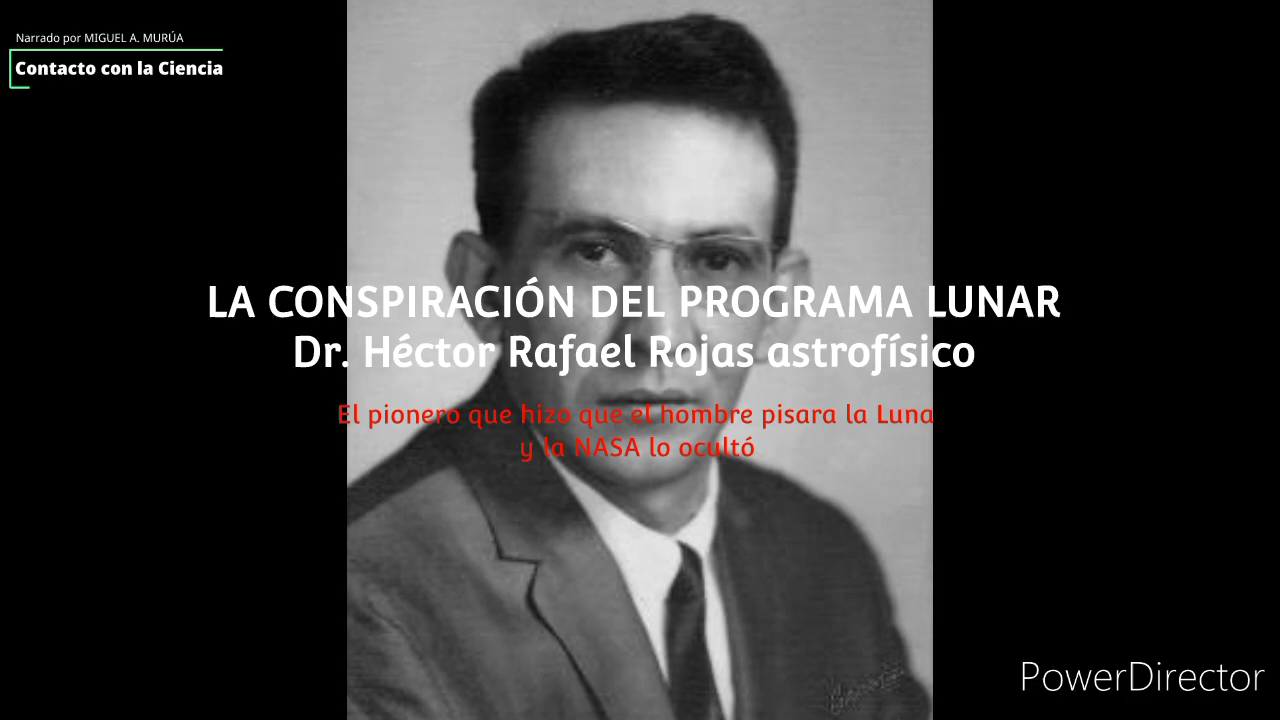 Narrado por MIGUEL A. MURÚA
Contacto con la Ciencia
LA CONSPIRACIÓN DEL PROGRAMA LUNAR
Dr. Héctor Rafael Rojas astrofísico
El pionero que hizo que el hombre pisara la Luna
y la NASA lo ocultó
PowerDirector